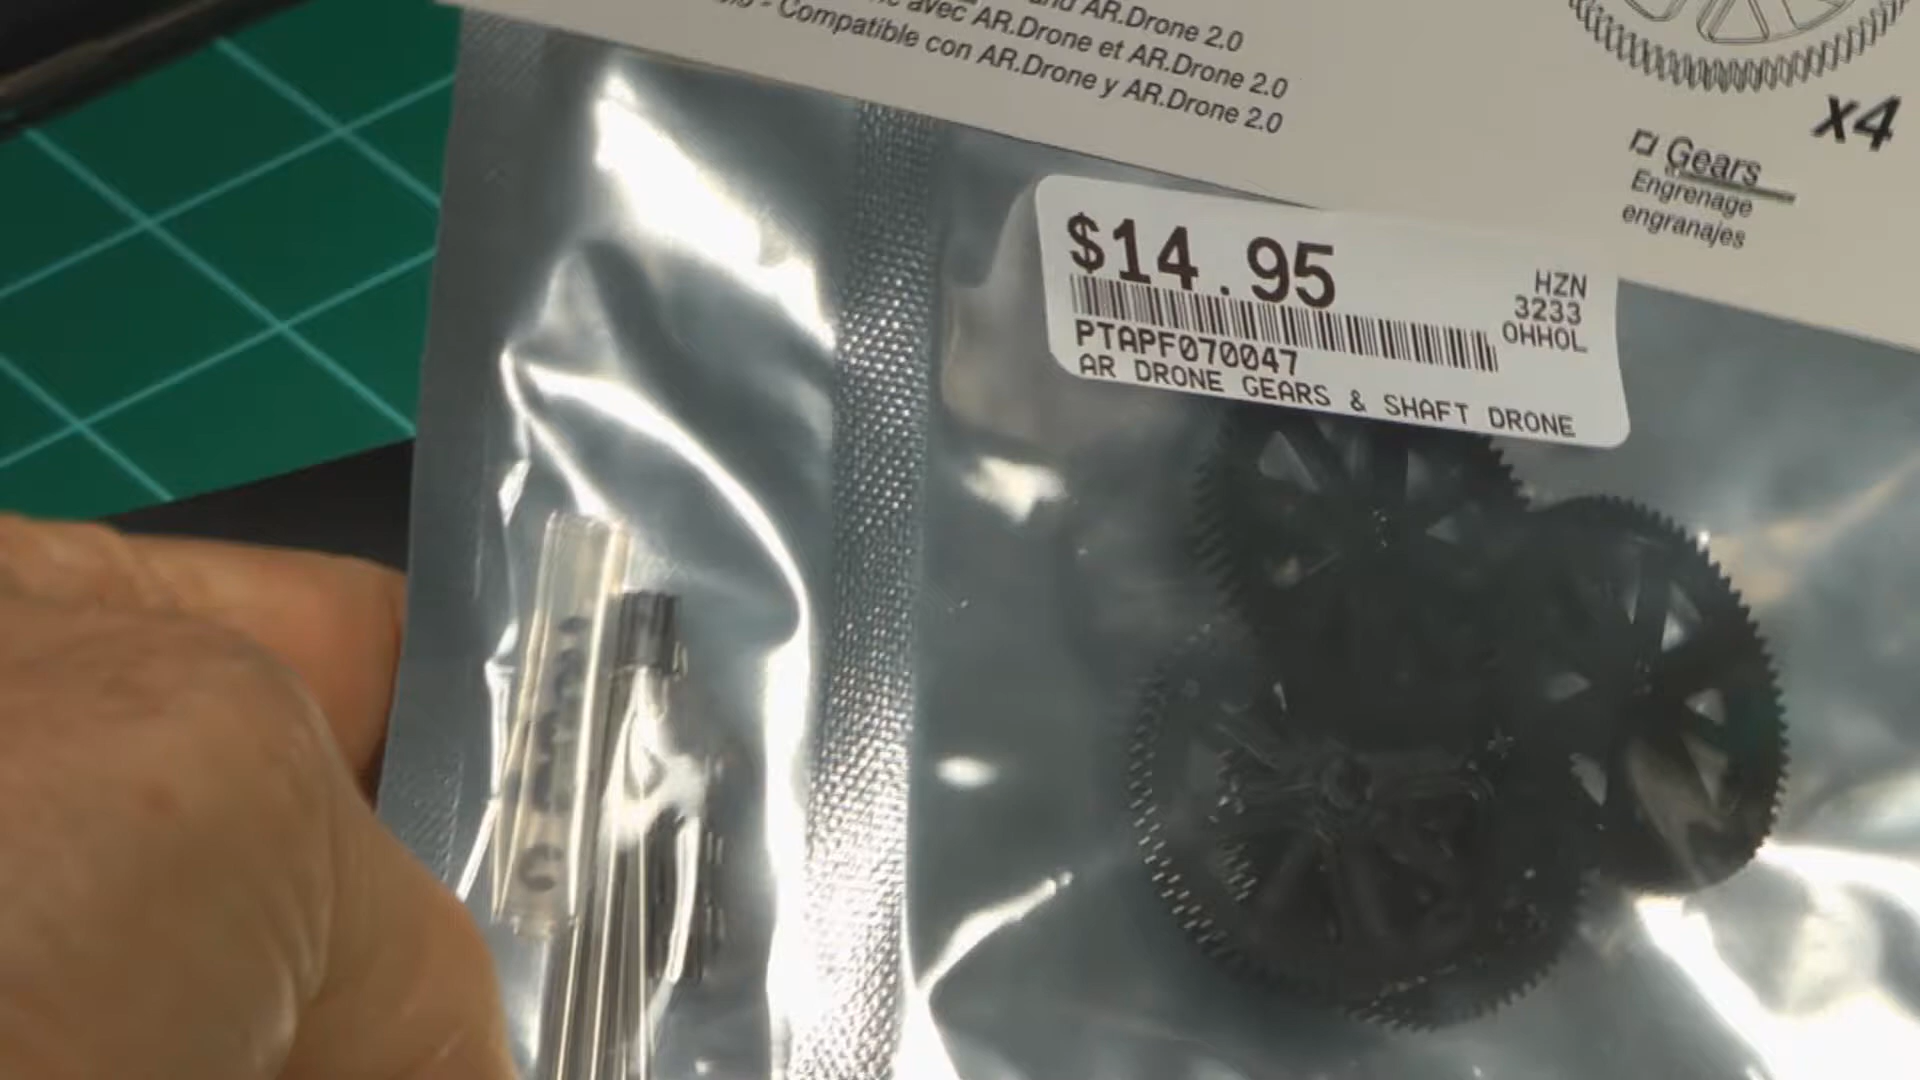 AR.Drone 2.0
avec AR.Drone et AR.Drone 2.0
- Compatible con AR.Drone y AR.Drone 2.0
x4
Gears
Engrenage
engranajes
$14.95
HZN
3233
OHHOL
PTAPF070047
AR DRONE GEARS & SHAFT DRONE